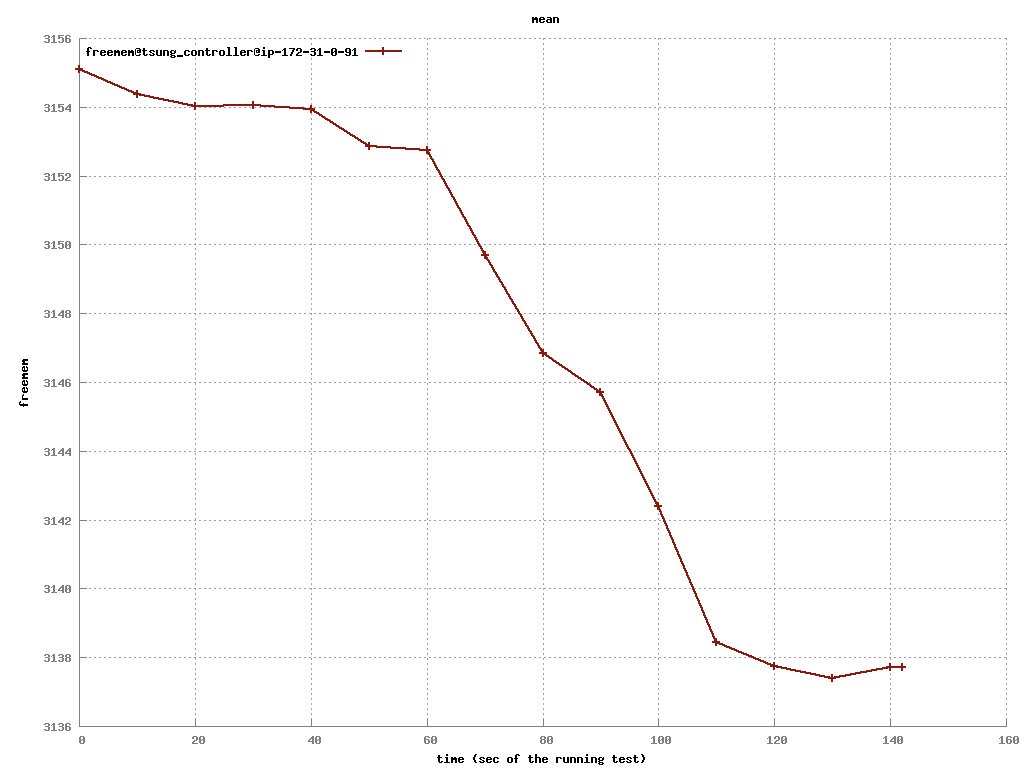 mean
freemem@tsung_controller@ip-172-31-0-91
3156
3154
3152
3150
3148
3146
3144
3142
3140
3138
3136
freemem
0 20 40 60 80 100 120 140 160
time (sec of the running test)